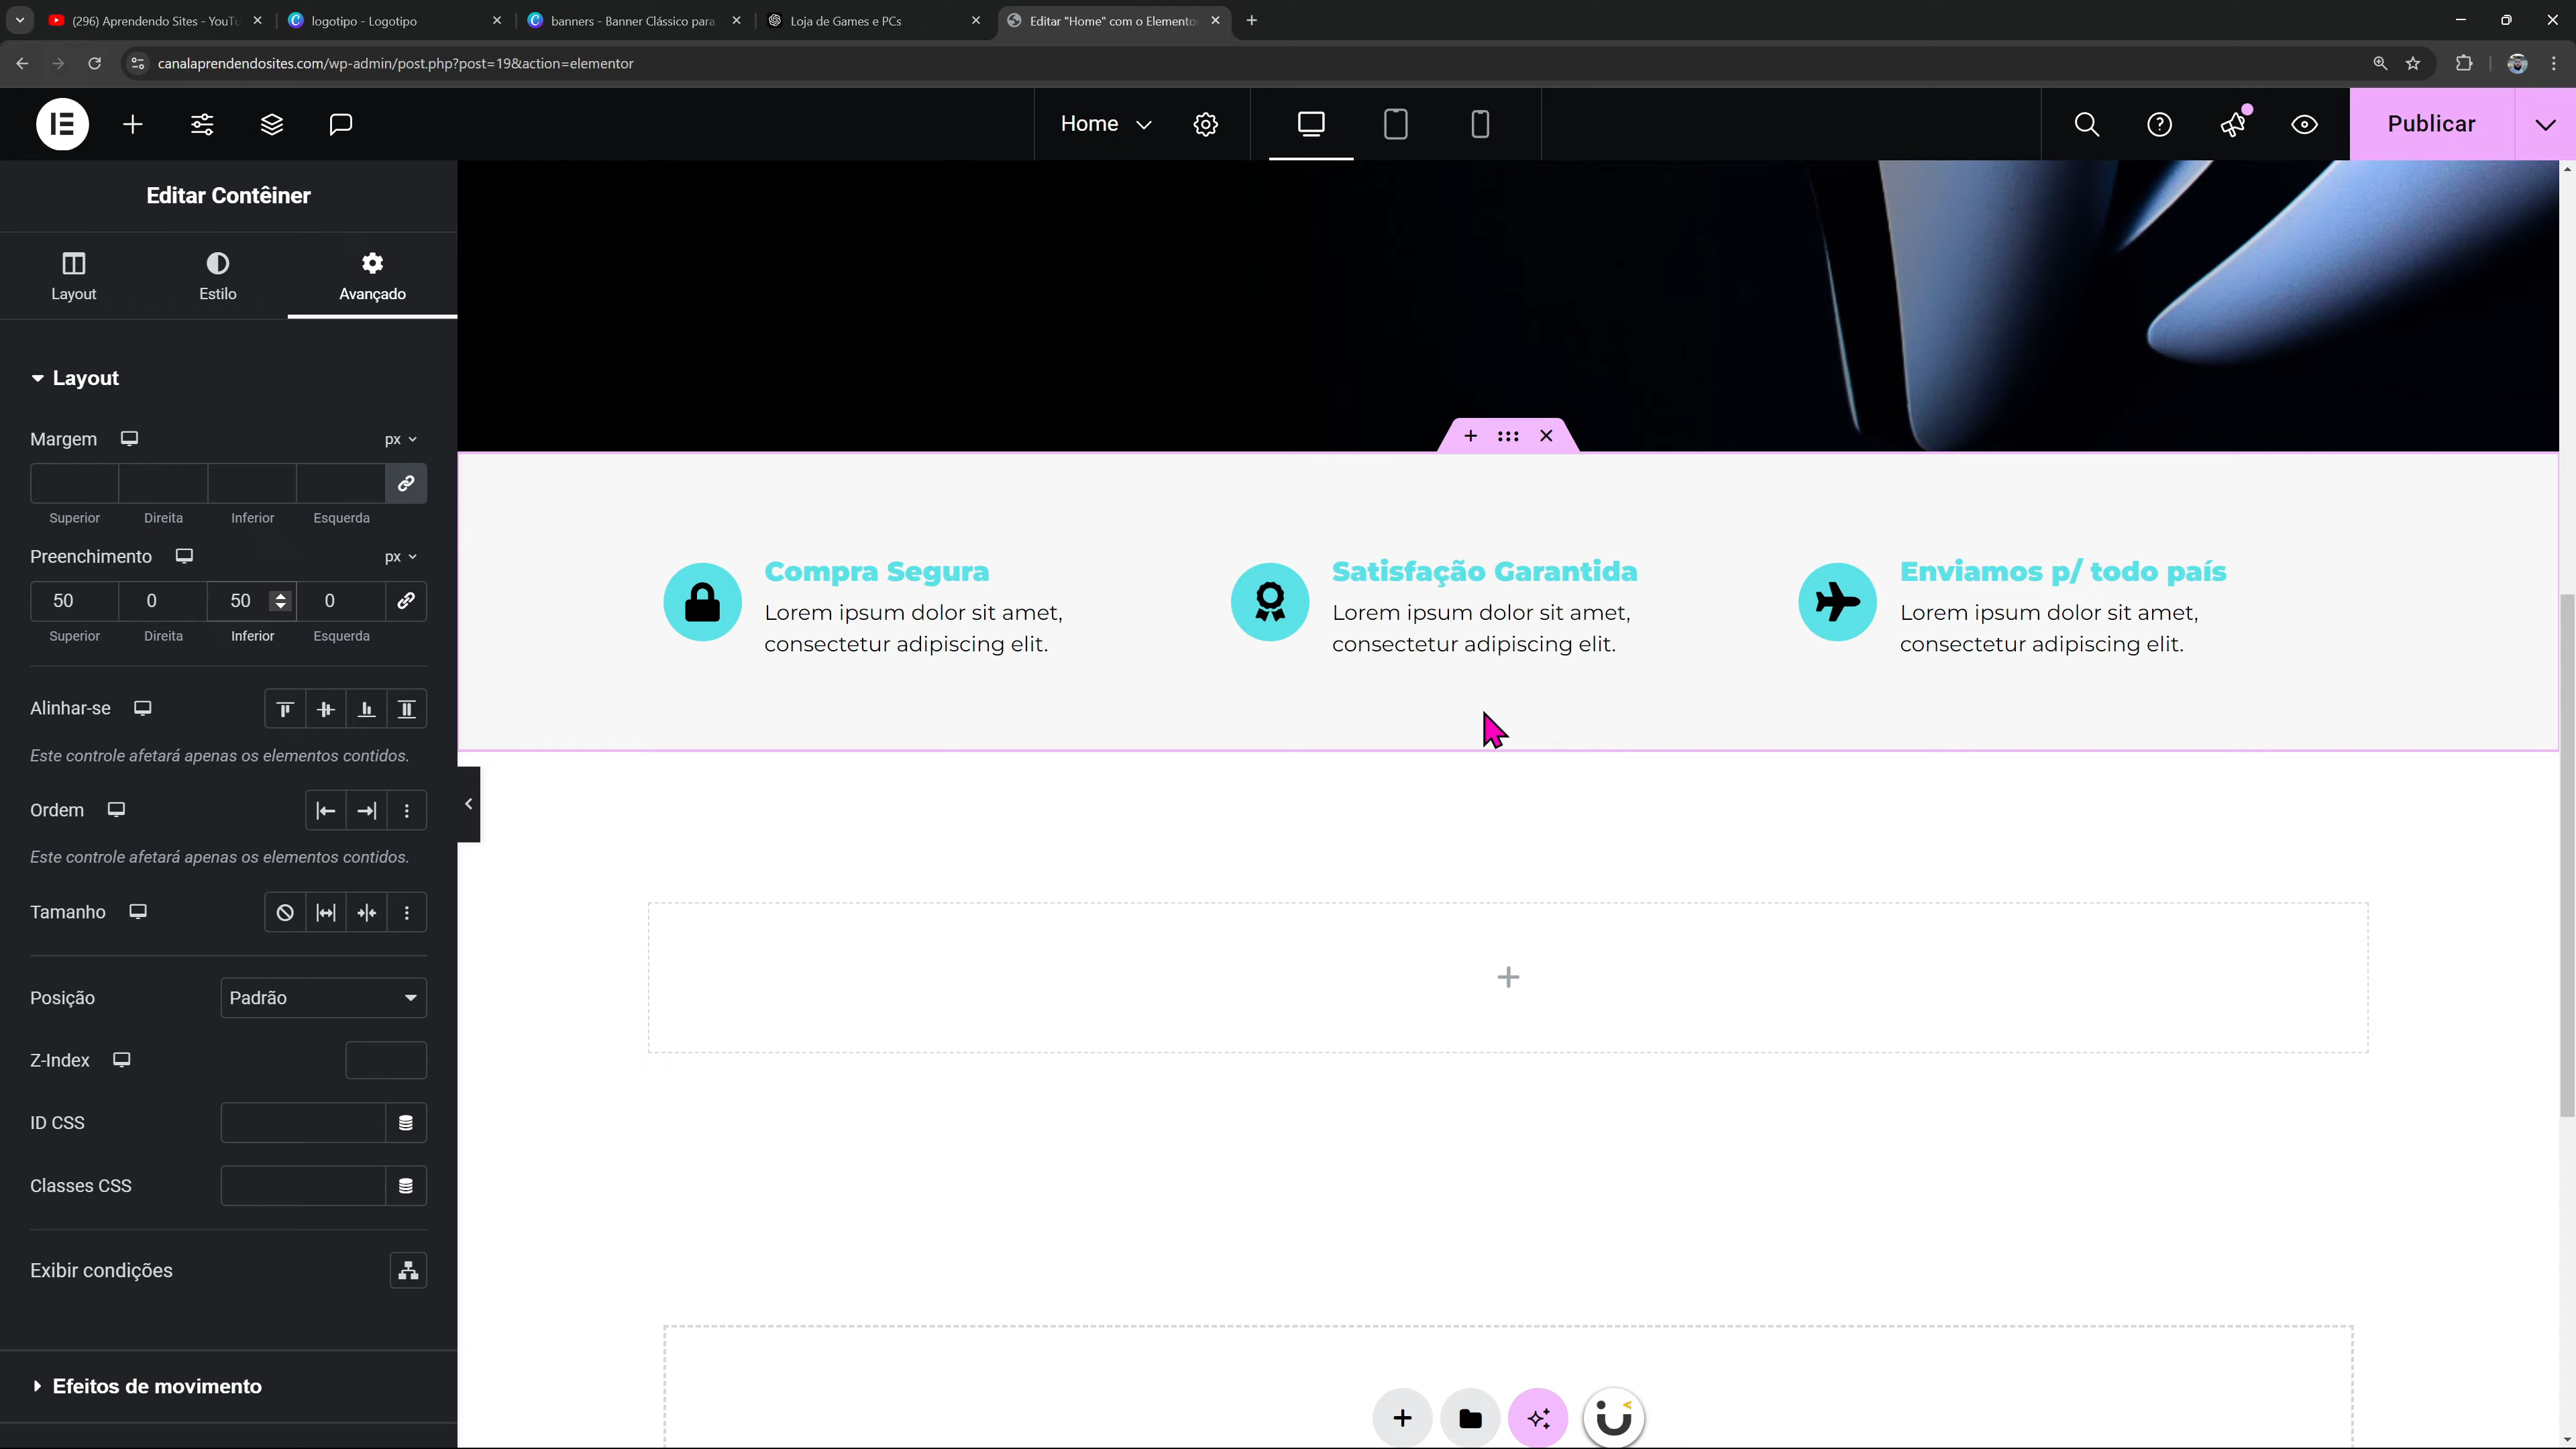 (296) Aprendendo Sites - YouTu
logotipo - Logotipo
banners - Banner Clássico para
Loja de Games e PCs
Editar "Home" com o Elemento
canalaprendendosites.com/wp-admin/post.php?post=19&action=elementor
Home
Publicar
Editar Contêiner
Layout
Estilo
Avançado
Layout
Margem
px
Superior
Direita
Inferior
Esquerda
Preenchimento
px
50
0
50
0
Superior
Direita
Inferior
Esquerda
Alinhar-se
Este controle afetará apenas os elementos contidos.
Ordem
Este controle afetará apenas os elementos contidos.
Tamanho
Posição
Padrão
Z-Index
ID CSS
Classes CSS
Exibir condições
Efeitos de movimento
Compra Segura
Lorem ipsum dolor sit amet,
consectetur adipiscing elit.
Satisfação Garantida
Lorem ipsum dolor sit amet,
consectetur adipiscing elit.
Enviamos p/ todo país
Lorem ipsum dolor sit amet,
consectetur adipiscing elit.